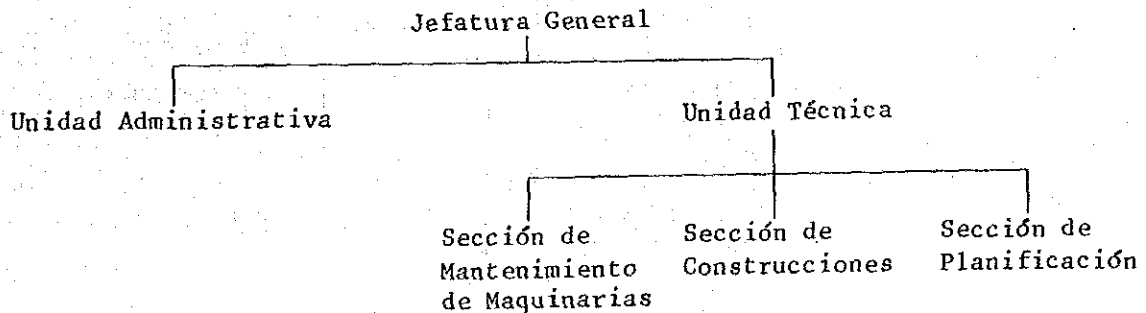 Jefatura General
Unidad Administrativa
Unidad Técnica
Sección de
Mantenimiento
de Maquinarias
Sección de
Construcciones
Sección de
Planificación